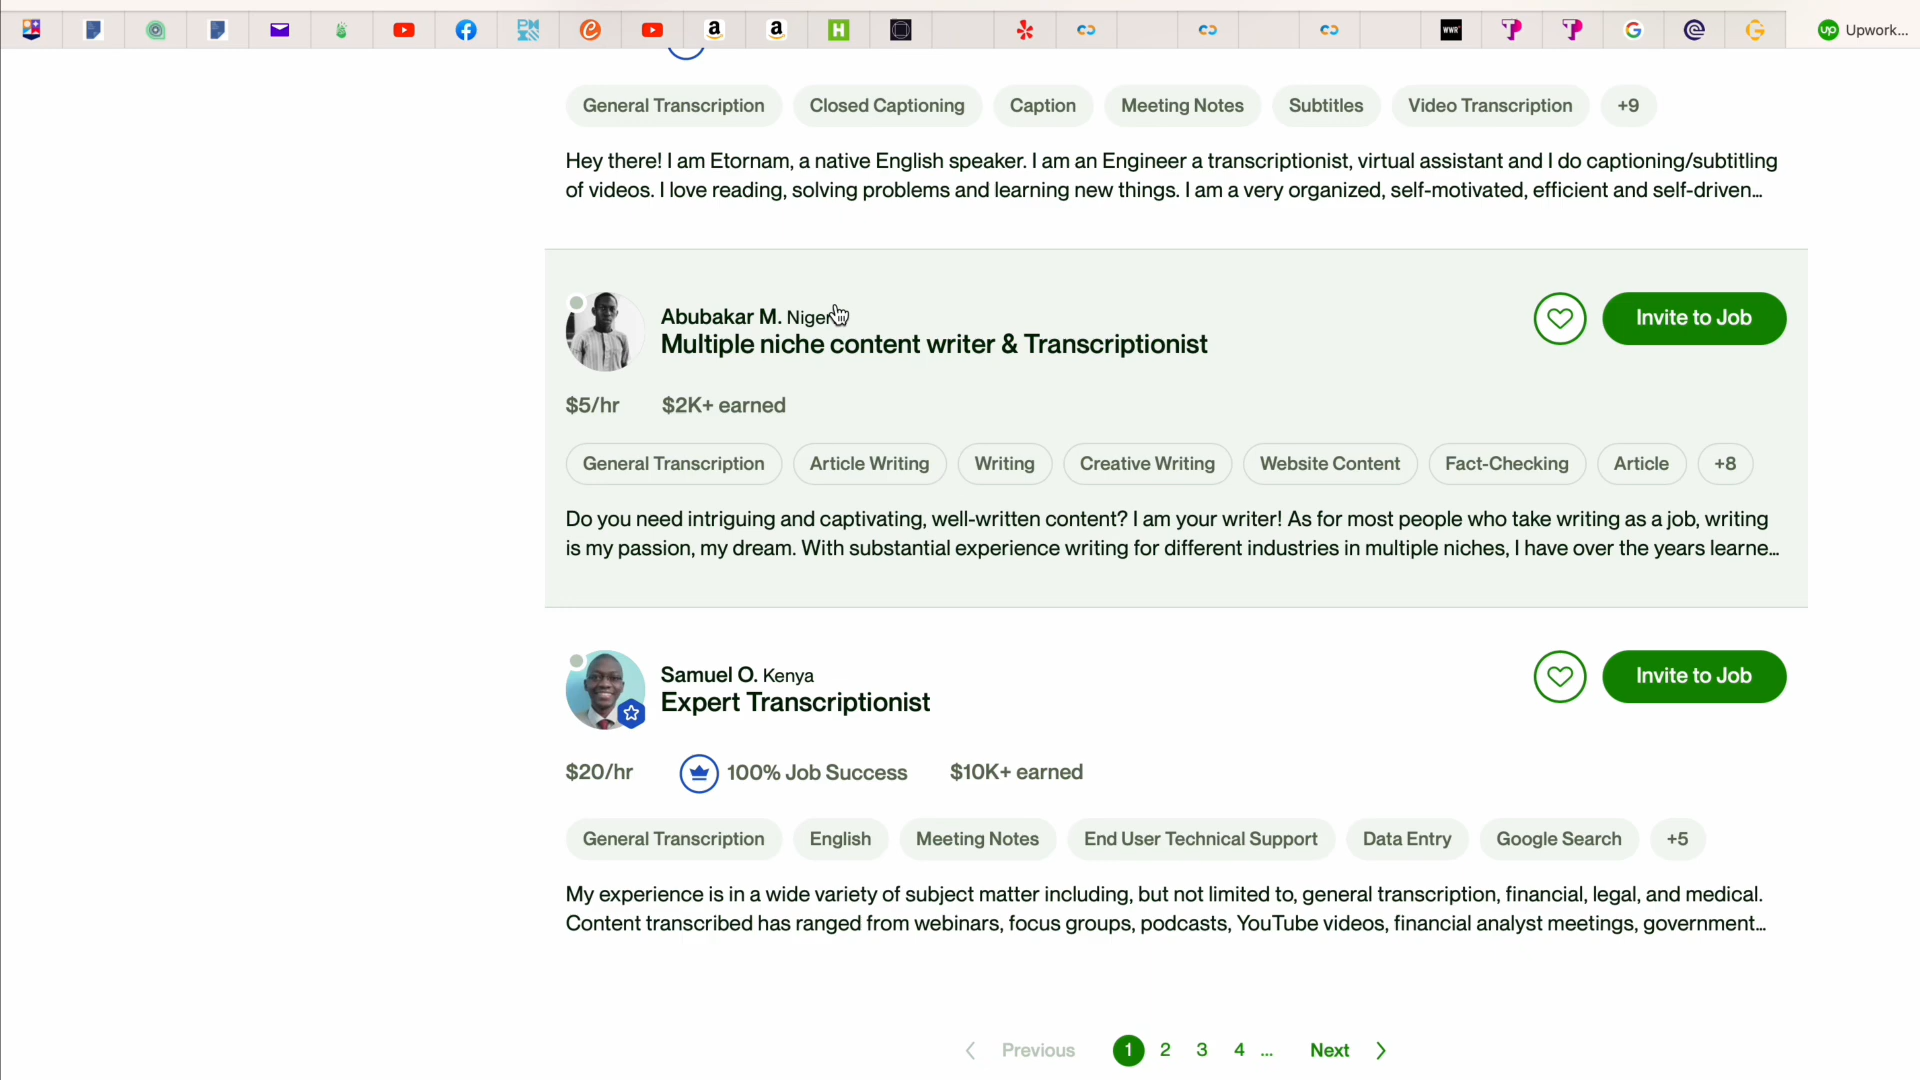 WWR
Upwork...
General Transcription Closed Captioning Caption Meeting Notes Subtitles Video Transcription +9
Hey there! I am Etornam, a native English speaker. I am an Engineer a transcriptionist, virtual assistant and I do captioning/subtitling
of videos. I love reading, solving problems and learning new things. I am a very organized, self-motivated, efficient and self-driven...
Abubakar M.
Multiple niche content writer & Transcriptionist
Invite to Job
$5/hr $2K+ earned
General Transcription Article Writing Writing Creative Writing Website Content Fact-Checking Article +8
Do you need intriguing and captivating, well-written content? I am your writer! As for most people who take writing as a job, writing
is my passion, my dream. With substantial experience writing for different industries in multiple niches, I have over the years learne...
Samuel O. Kenya
Expert Transcriptionist
Invite to Job
$20/hr 100% Job Success $10K+ earned
General Transcription English Meeting Notes End User Technical Support Data Entry Google Search +5
My experience is in a wide variety of subject matter including, but not limited to, general transcription, financial, legal, and medical.
Content transcribed has ranged from webinars, focus groups, podcasts, YouTube videos, financial analyst meetings, government...
Previous 1 2 3 4 ... Next